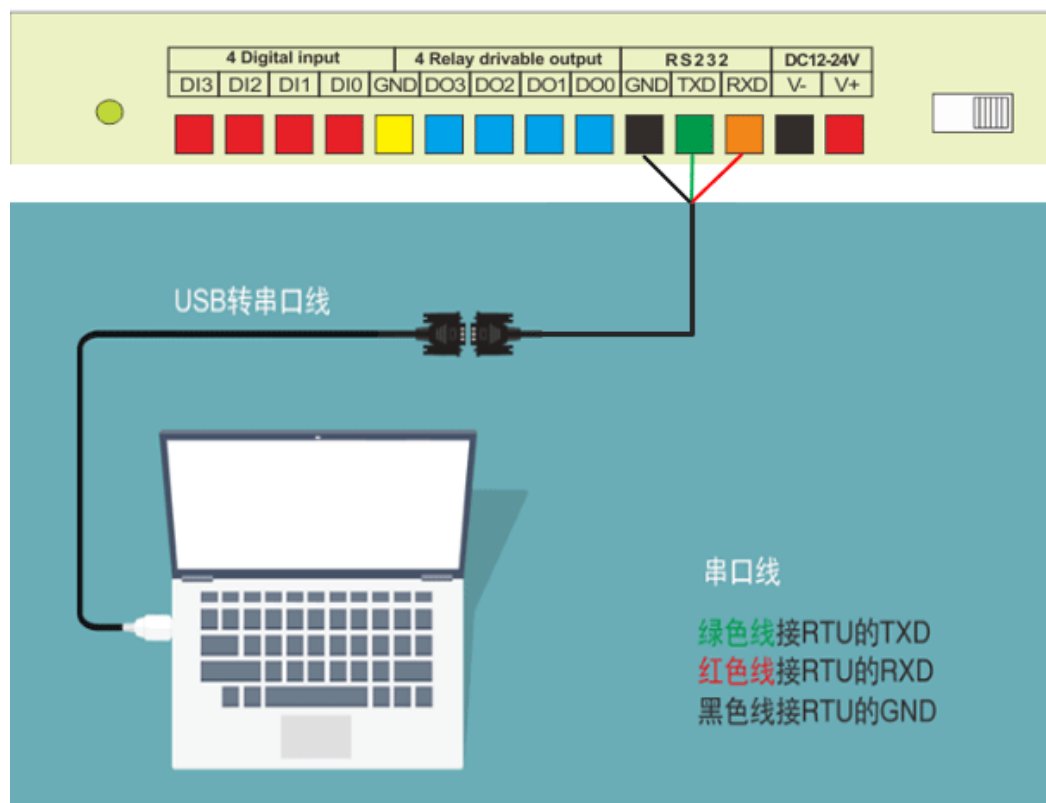 4 Digital input 4 Relay drivable output RS232 DC12-24V
DI3 DI2 DI1 DI0 GND DO3 DO2 DO1 DO0 GND TXD RXD V- V+
USB转串口线
串口线
绿色线接RTU的TXD
红色线接RTU的RXD
黑色线接RTU的GND